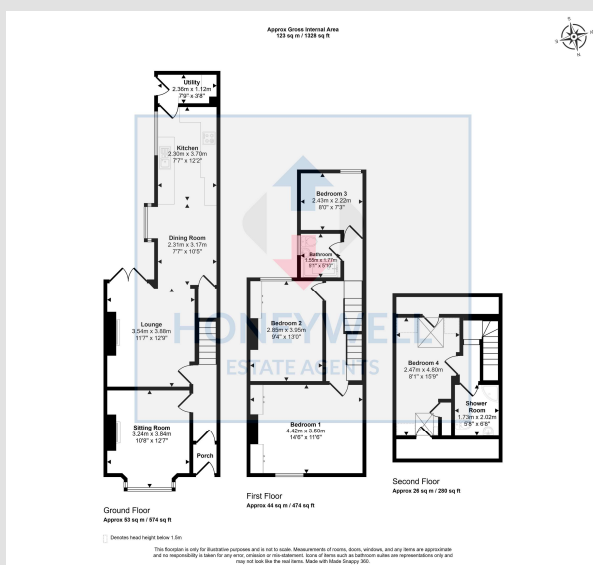 Approx Gross Internal Area
123 sq m / 1328 sq ft
Utility
2.36m x 1.12m
7'9" x 3'8"
Kitchen
2.30m x 3.70m
7'7" x 12'2"
Dining Room
2.31m x 3.17m
7'7" x 10'5"
Lounge
3.54m x 3.88m
11'7" x 12'9"
Sitting Room
3.24m x 3.84m
10'8" x 12'7"
Porch
Ground Floor
Approx 53 sq m / 574 sq ft
Bedroom 3
2.43m x 2.22m
8'0" x 7'3"
Bathroom
1.55m x 1.77m
5'1" x 5'10"
Bedroom 2
2.85m x 3.95m
9'4" x 13'0"
HONEYWELL
ESTATE AGENTS
Bedroom 1
4.42m x 3.50m
14'6" x 11'6"
First Floor
Approx 44 sq m / 474 sq ft
Bedroom 4
2.47m x 4.80m
8'1" x 15'9"
Shower
Room
1.73m x 2.02m
5'8" x 6'8"
Second Floor
Approx 26 sq m / 280 sq ft
Denotes head height below 1.5m
This floorplan is only for illustrative purposes and is not to scale. Measurements of rooms, doors, windows, and any items are approximate
and no responsibility is taken for any error, omission or mis-statement. Icons of items such as bathroom suites are representations only and
may not look like the real items. Made with Made Snappy 360.